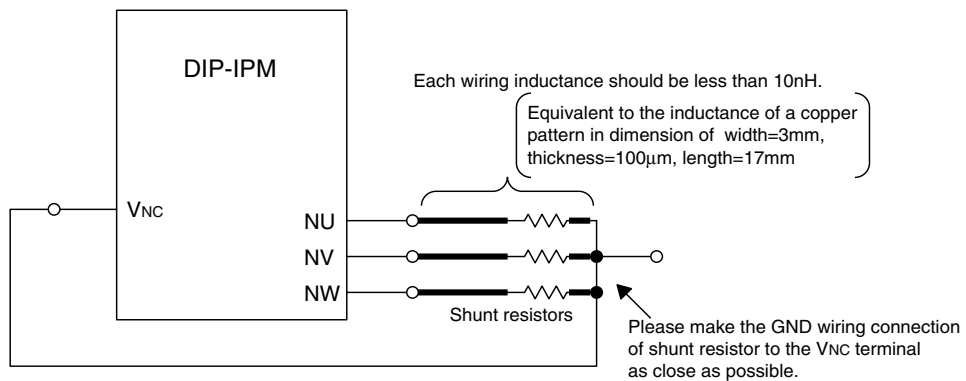 DIP-IPM
Each wiring inductance should be less than 10nH.
Equivalent to the inductance of a copper
pattern in dimension of width=3mm,
thickness=100μm, length=17mm
VNC
NU
NV
NW
Shunt resistors
Please make the GND wiring connection
of shunt resistor to the VNC terminal
as close as possible.